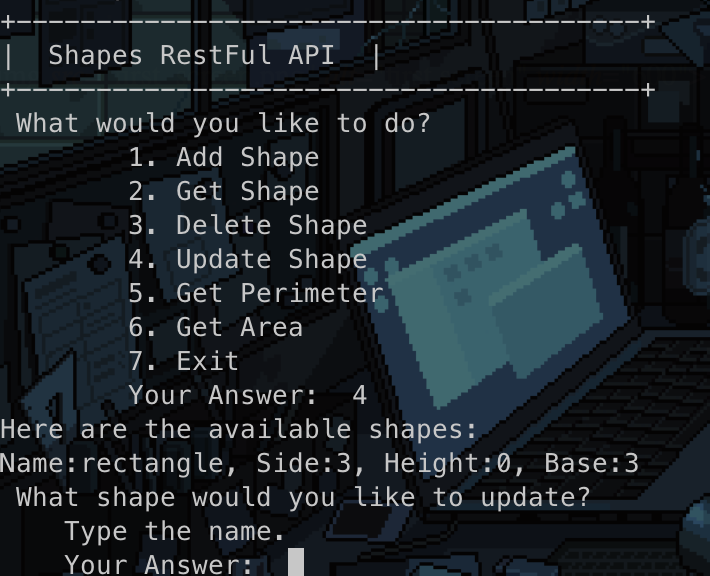 +---------------------------------------+
|  Shapes RestFul API  |
+---------------------------------------+
What would you like to do?
1. Add Shape
2. Get Shape
3. Delete Shape
4. Update Shape
5. Get Perimeter
6. Get Area
7. Exit
Your Answer:  4
Here are the available shapes:
Name:rectangle, Side:3, Height:0, Base:3
What shape would you like to update?
Type the name.
Your Answer: